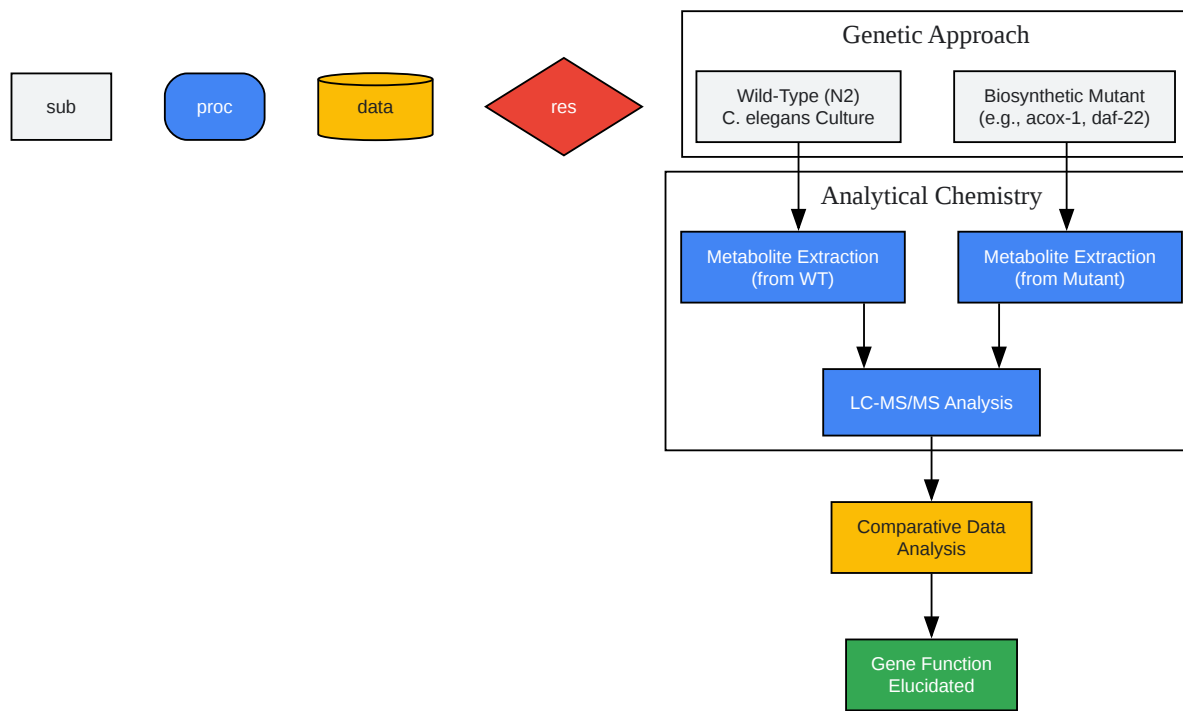 Genetic Approach
sub
proc
data
res
Wild-Type (N2)
C. elegans Culture
Biosynthetic Mutant
(e.g., acox-1, daf-22)
Analytical Chemistry
Metabolite Extraction
(from WT)
Metabolite Extraction
(from Mutant)
LC-MS/MS Analysis
Comparative Data
Analysis
Gene Function
Elucidated